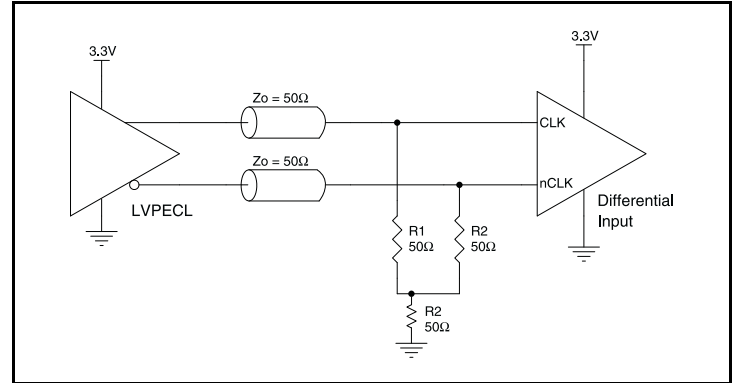 3.3V
3.3V
Zo = 50Ω
CLK
Zo = 50Ω
nCLK
LVPECL
Differential
Input
R1
50Ω
R2
50Ω
R2
50Ω